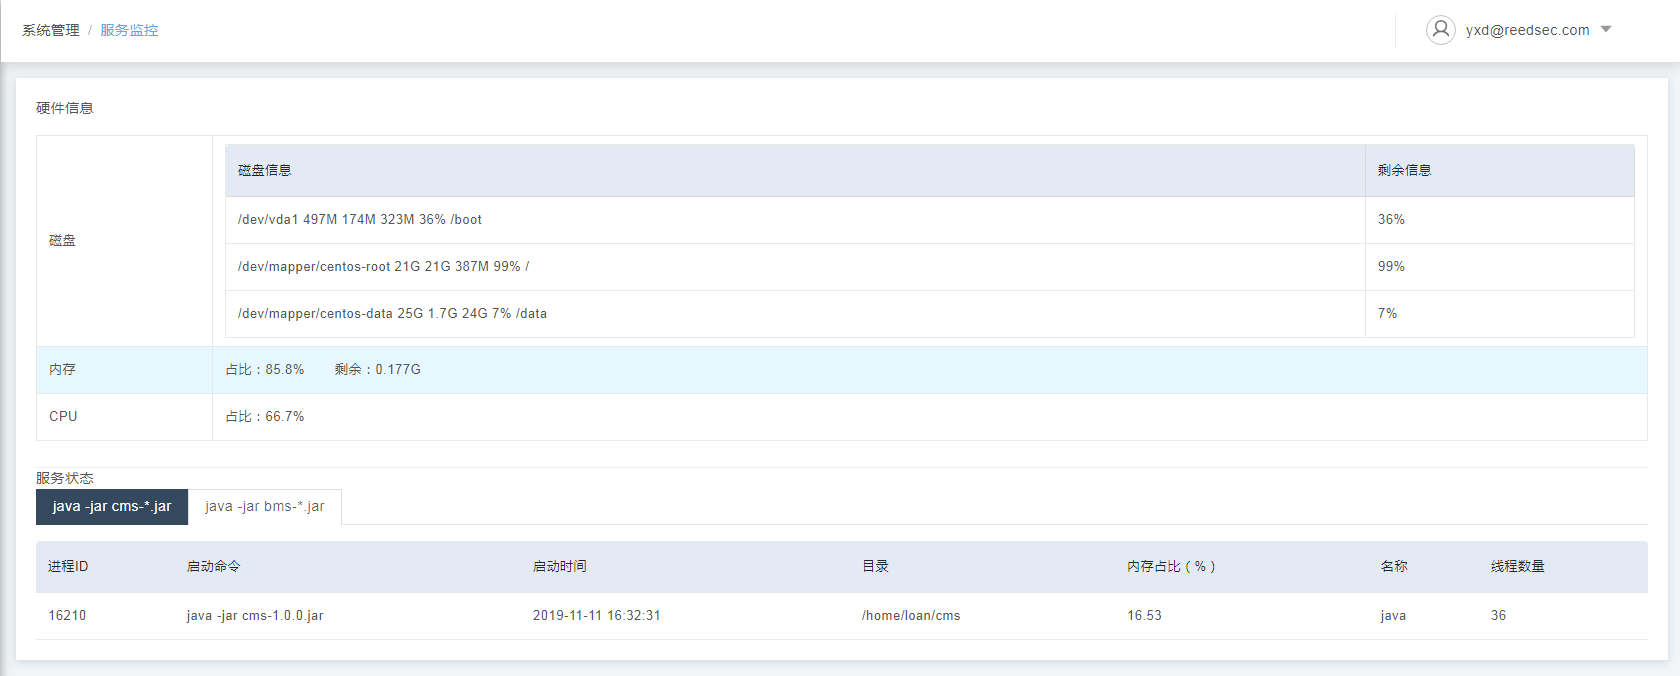 系统管理 / 服务监控
yxd@reedsec.com
硬件信息
磁盘
磁盘信息 剩余信息
/dev/vda1 497M 174M 323M 36% /boot 36%
/dev/mapper/centos-root 21G 21G 387M 99% / 99%
/dev/mapper/centos-data 25G 1.7G 24G 7% /data 7%
内存 占比：85.8% 剩余：0.177G
CPU 占比：66.7%
服务状态
java -jar cms-*.jar java -jar bms-*.jar
进程ID 启动命令 启动时间 目录 内存占比（%） 名称 线程数量
16210 java -jar cms-1.0.0.jar 2019-11-11 16:32:31 /home/loan/cms 16.53 java 36